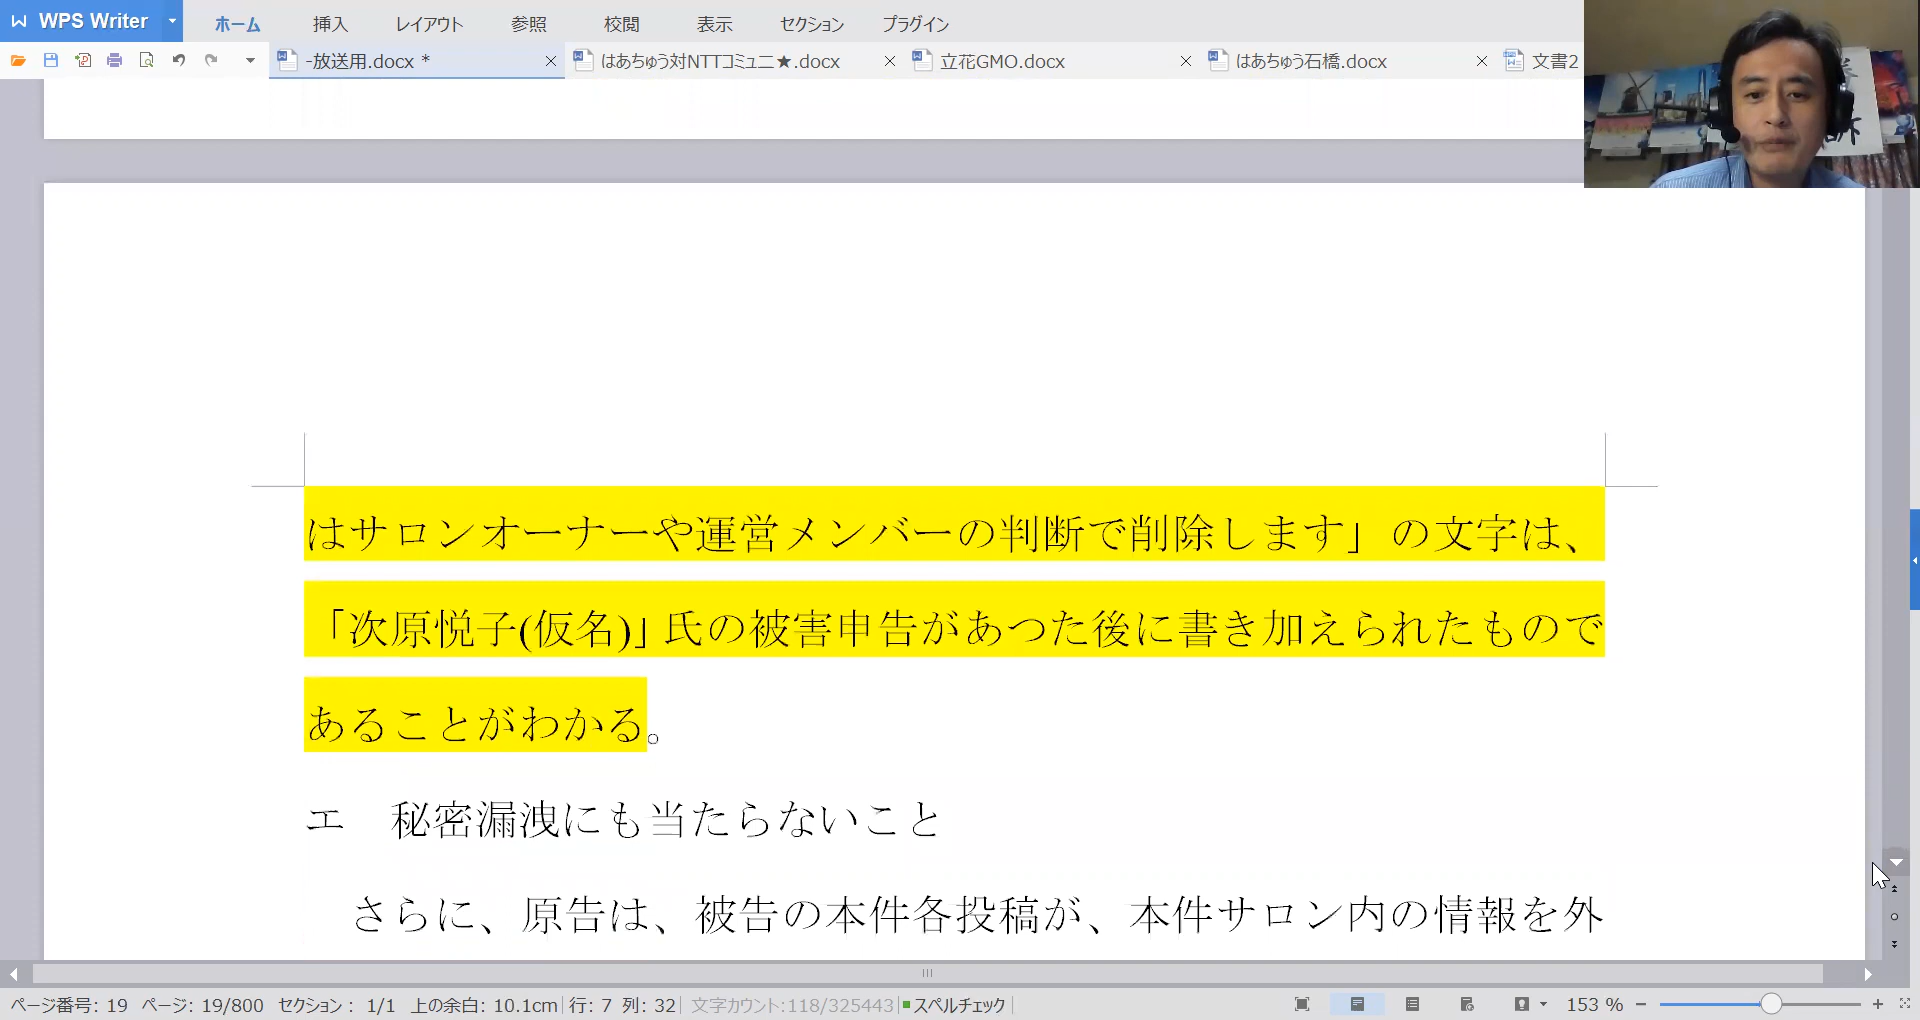 WPS Writer
ホーム 挿入 レイアウト 参照 校閲 表示 セクション プラグイン
-放送用.docx * はあちゅう対NTTコミュニ★.docx 立花GMO.docx はあちゅう石橋.docx 文書2
はサロンオーナーや運営メンバーの判断で削除します」の文字は、
「次原悦子(仮名)」氏の被害申告があつた後に書き加えられたもので
あることがわかる。
エ 秘密漏洩にも当たらないこと
さらに、原告は、被告の本件各投稿が、本件サロン内の情報を外
ページ番号: 19 ページ: 19/800 セクション: 1/1 上の余白: 10.1cm 行: 7 列: 32 文字カウント:118/325443 スペルチェック 153 %